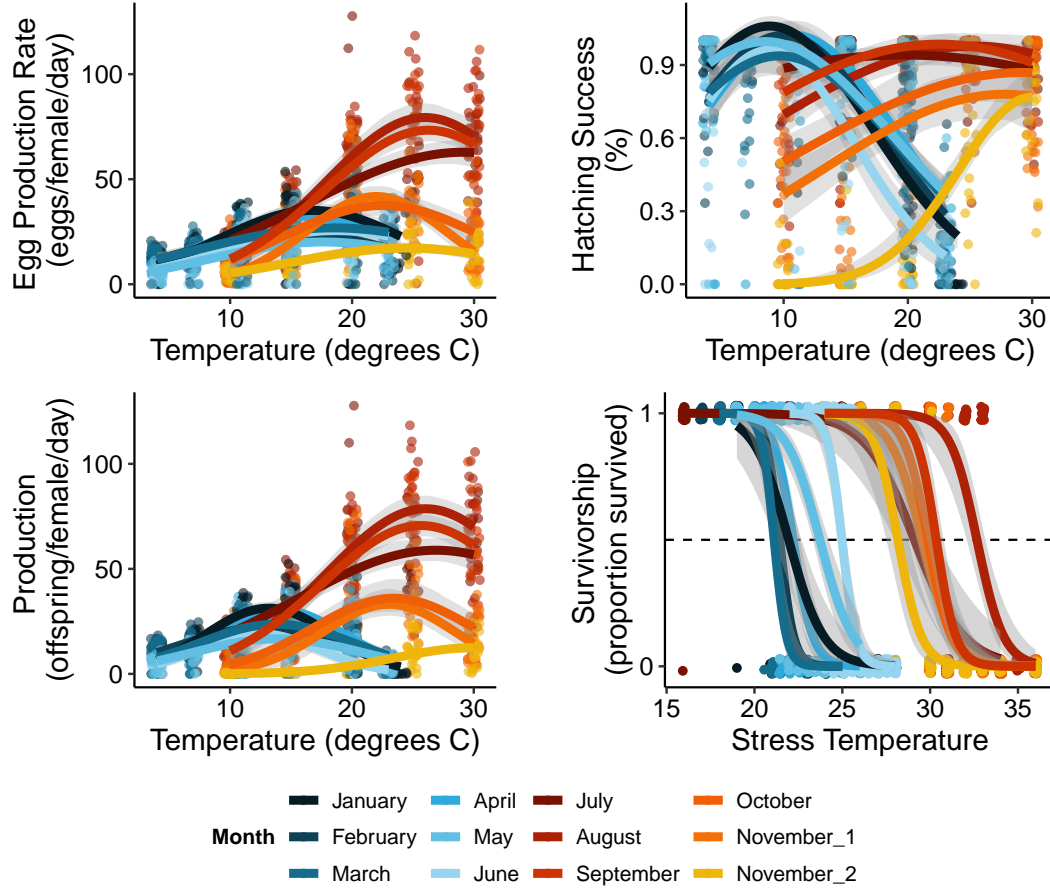 Egg Production Rate
(eggs/female/day)
100
50
0
10 20 30
Temperature (degrees C)
Hatching Success
(%)
0.9
0.6
0.3
0.0
10 20 30
Temperature (degrees C)
Production
(offspring/female/day)
100
50
0
10 20 30
Temperature (degrees C)
Survivorship
(proportion survived)
1
0
15 20 25 30 35
Stress Temperature
Month
January April July October
February May August November_1
March June September November_2